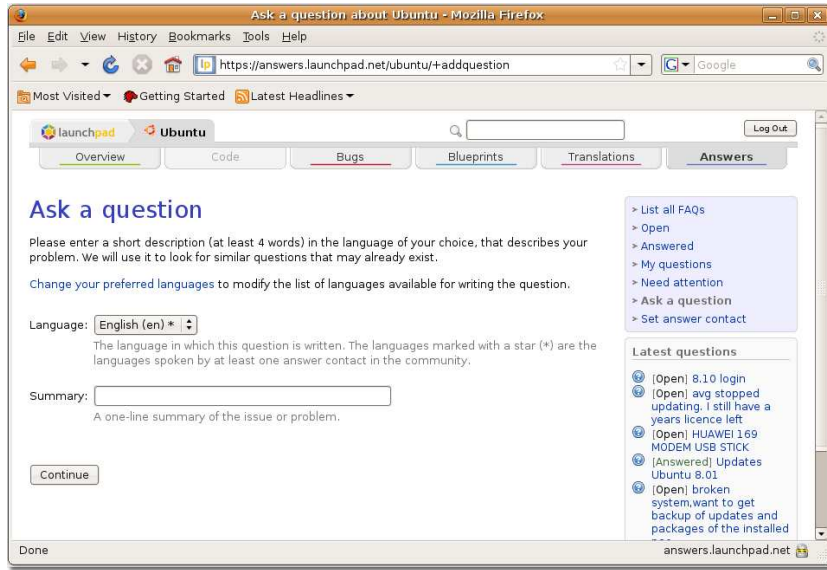 Ask a question about Ubuntu - Mozilla Firefox
File Edit View History Bookmarks Tools Help
lp https://answers.launchpad.net/ubuntu/+addquestion G Google
Most Visited Getting Started Latest Headlines
launchpad Ubuntu Log Out
Overview Code Bugs Blueprints Translations Answers
Ask a question
Please enter a short description (at least 4 words) in the language of your choice, that describes your
problem. We will use it to look for similar questions that may already exist.
Change your preferred languages to modify the list of languages available for writing the question.
Language: English (en) *
The language in which this question is written. The languages marked with a star (*) are the
languages spoken by at least one answer contact in the community.
Summary:
A one-line summary of the issue or problem.
Continue
List all FAQs
Open
Answered
My questions
Need attention
Ask a question
Set answer contact
Latest questions
[Open] 8.10 login
[Open] avg stopped
updating. I still have a
years licence left
[Open] HUAWEI 169
MODEM USB STICK
[Answered] Updates
Ubuntu 8.01
[Open] broken
system,want to get
backup of updates and
packages of the installed
Done answers.launchpad.net